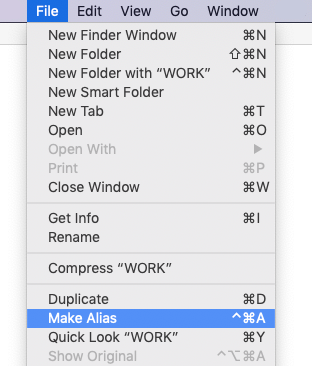 File Edit View Go Window
New Finder Window ⌘N
New Folder ⇧⌘N
New Folder with “WORK” ^⌘N
New Smart Folder
New Tab ⌘T
Open ⌘O
Open With ▶
Print ⌘P
Close Window ⌘W
Get Info ⌘I
Rename
Compress “WORK”
Duplicate ⌘D
Make Alias ^⌘A
Quick Look “WORK” ⌘Y
Show Original ^⌥⌘A